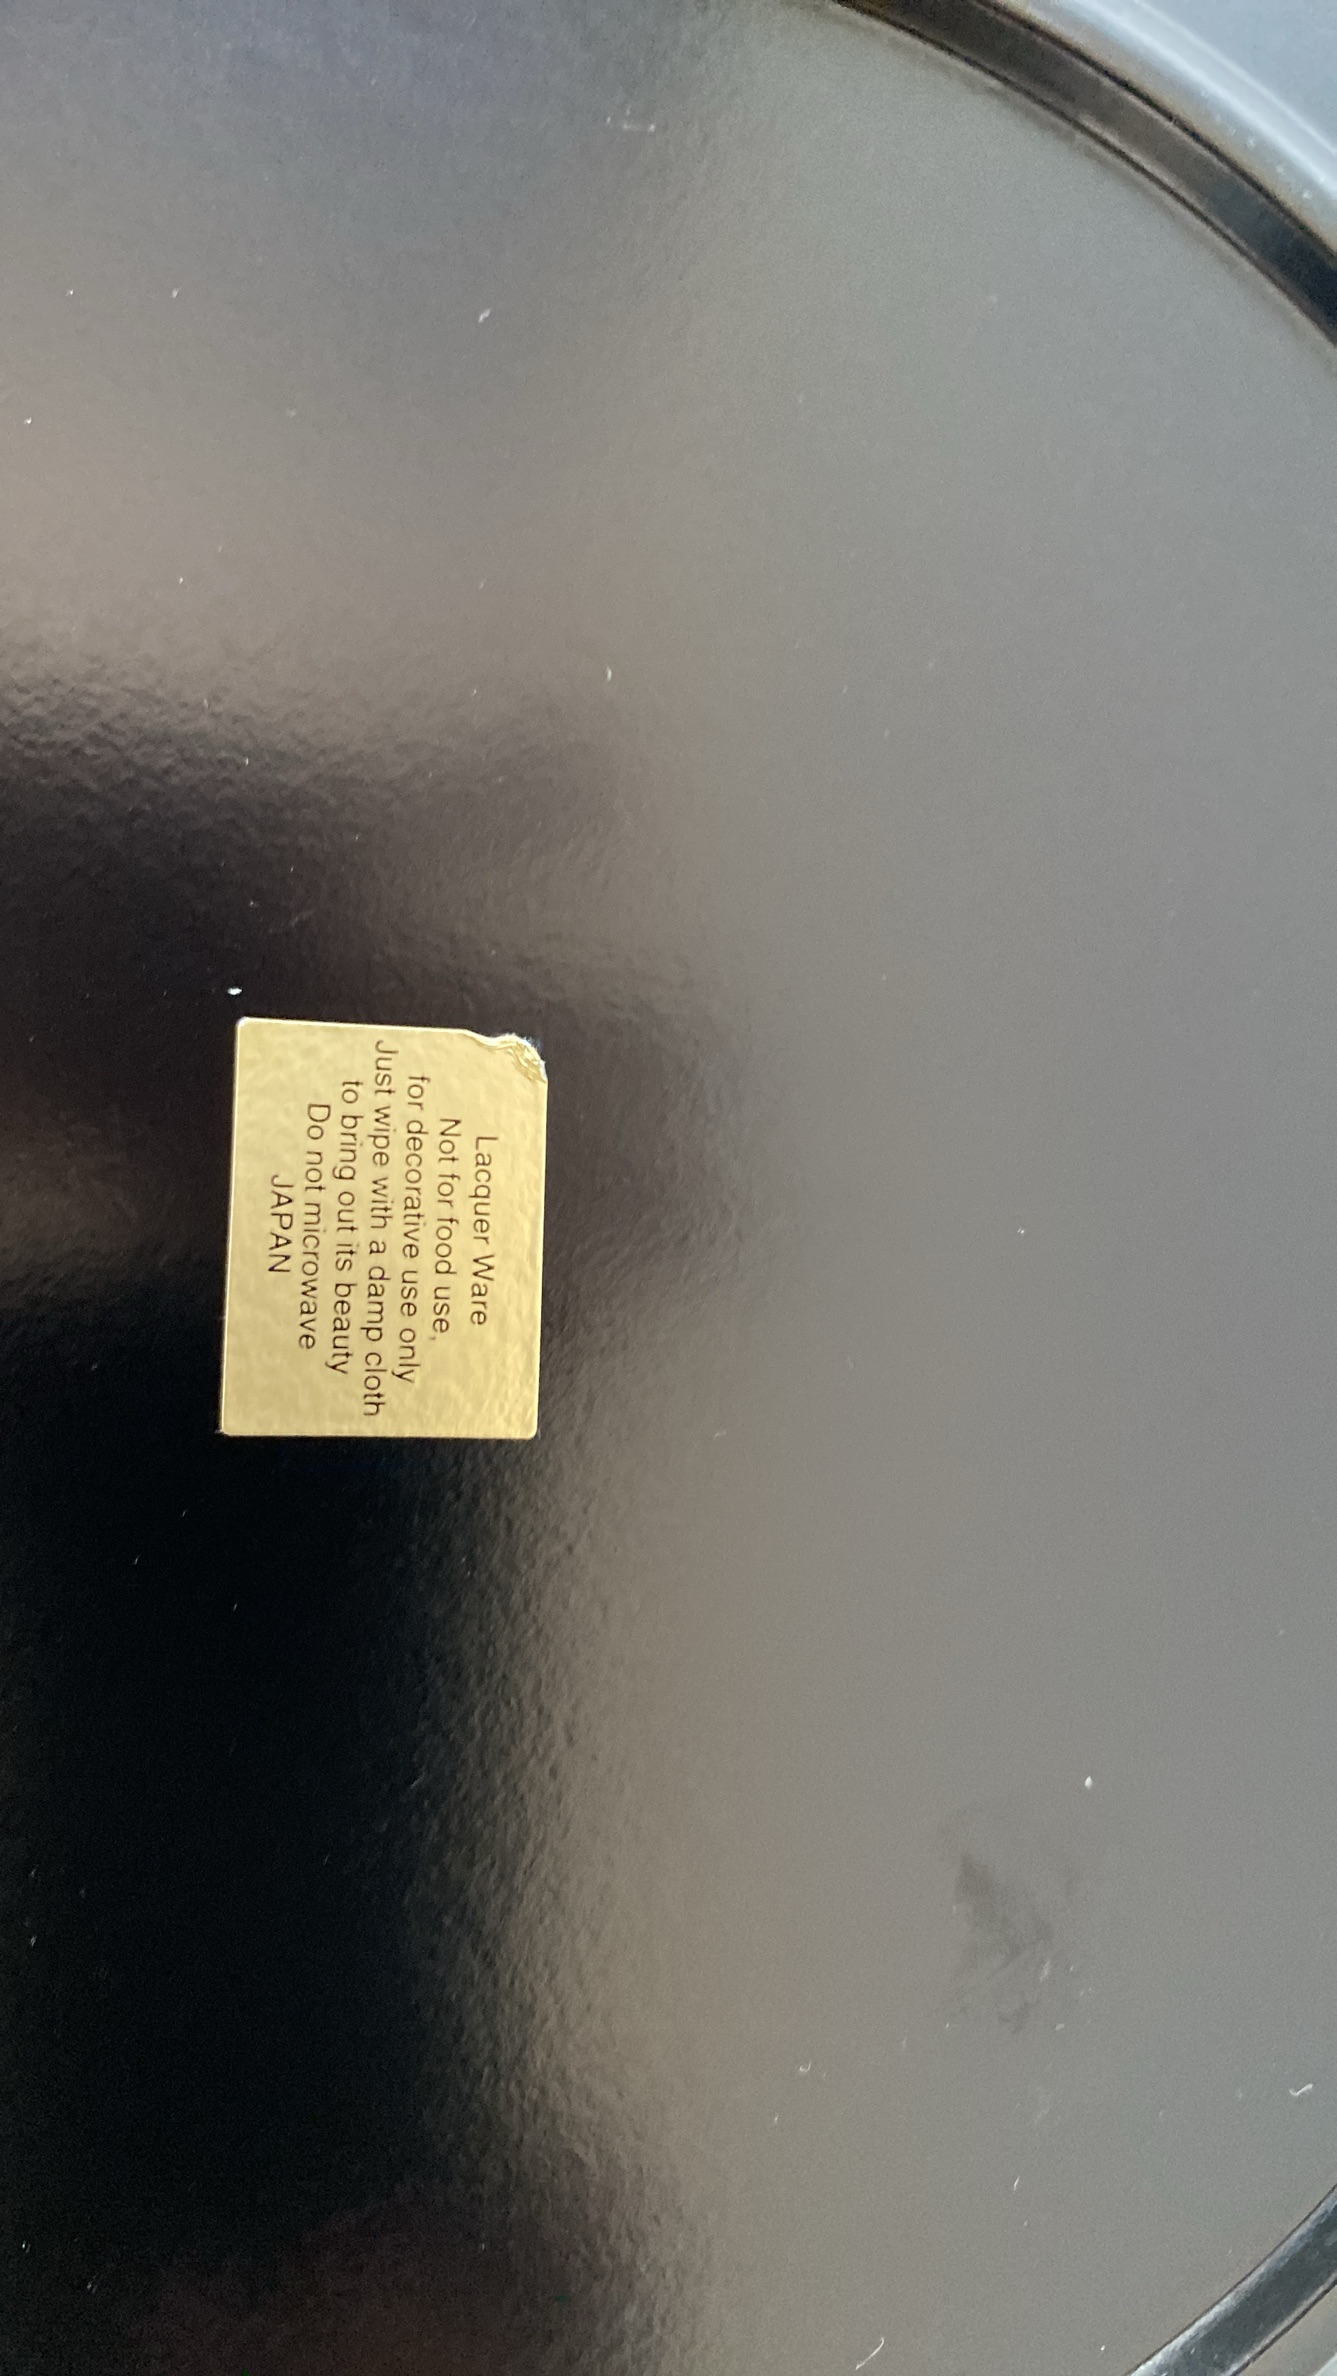 Lacquer Ware
Not for food use,
for decorative use only
Just wipe with a damp cloth
to bring out its beauty
Do not microwave
JAPAN